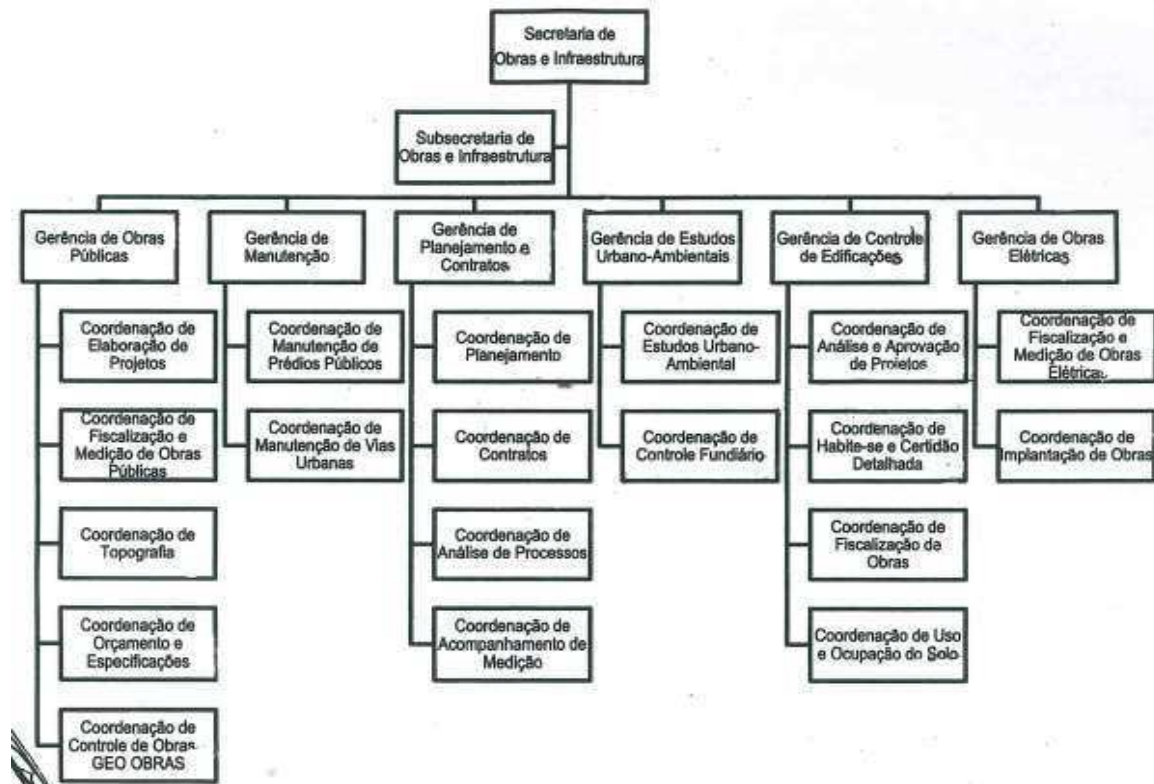 Secretaria de
Obras e Infraestrutura
Subsecretaria de
Obras e Infraestrutura
Gerência de Obras
Públicas
Gerência de
Manutenção
Gerência de
Planejamento e
Contratos
Gerência de Estudos
Urbano-Ambientais
Gerência de Controle
de Edificações
Gerência de Obras
Elétricas
Coordenação de
Elaboração de
Projetos
Coordenação de
Fiscalização e
Medição de Obras
Públicas
Coordenação de
Topografia
Coordenação de
Orçamento e
Especificações
Coordenação de
Controle de Obras
GEO OBRAS
Coordenação de
Manutenção de
Prédios Públicos
Coordenação de
Manutenção de Vias
Urbanas
Coordenação de
Planejamento
Coordenação de
Contratos
Coordenação de
Análise de Processos
Coordenação de
Acompanhamento de
Medição
Coordenação de
Estudos Urbano-
Ambiental
Coordenação de
Controle Fundiário
Coordenação de
Análise e Aprovação
de Projetos
Coordenação de
Habite-se e Certidão
Detalhada
Coordenação de
Fiscalização de
Obras
Coordenação de Uso
e Ocupação do Solo
Coordenação de
Fiscalização e
Medição de Obras
Elétricas
Coordenação de
Implantação de Obras